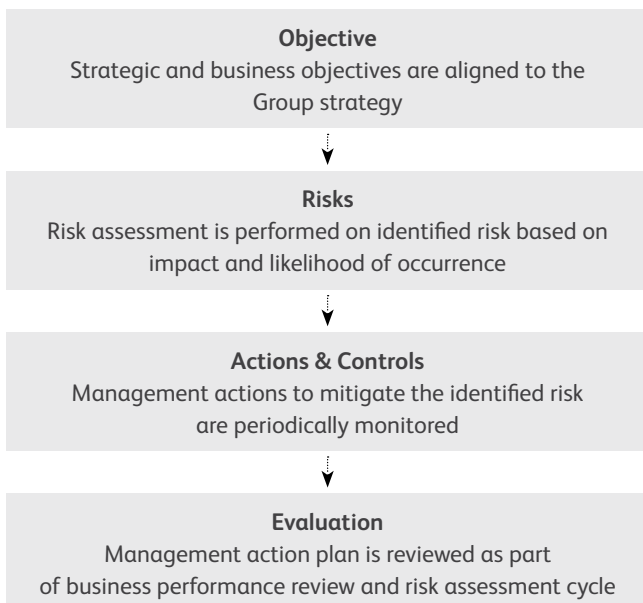 Objective
Strategic and business objectives are aligned to the
Group strategy
Risks
Risk assessment is performed on identified risk based on
impact and likelihood of occurrence
Actions & Controls
Management actions to mitigate the identified risk
are periodically monitored
Evaluation
Management action plan is reviewed as part
of business performance review and risk assessment cycle